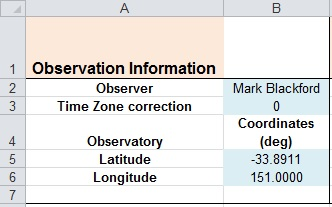 A B
1 Observation Information
2 Observer Mark Blackford
3 Time Zone correction 0
Coordinates
4 Observatory (deg)
5 Latitude -33.8911
6 Longitude 151.0000
7